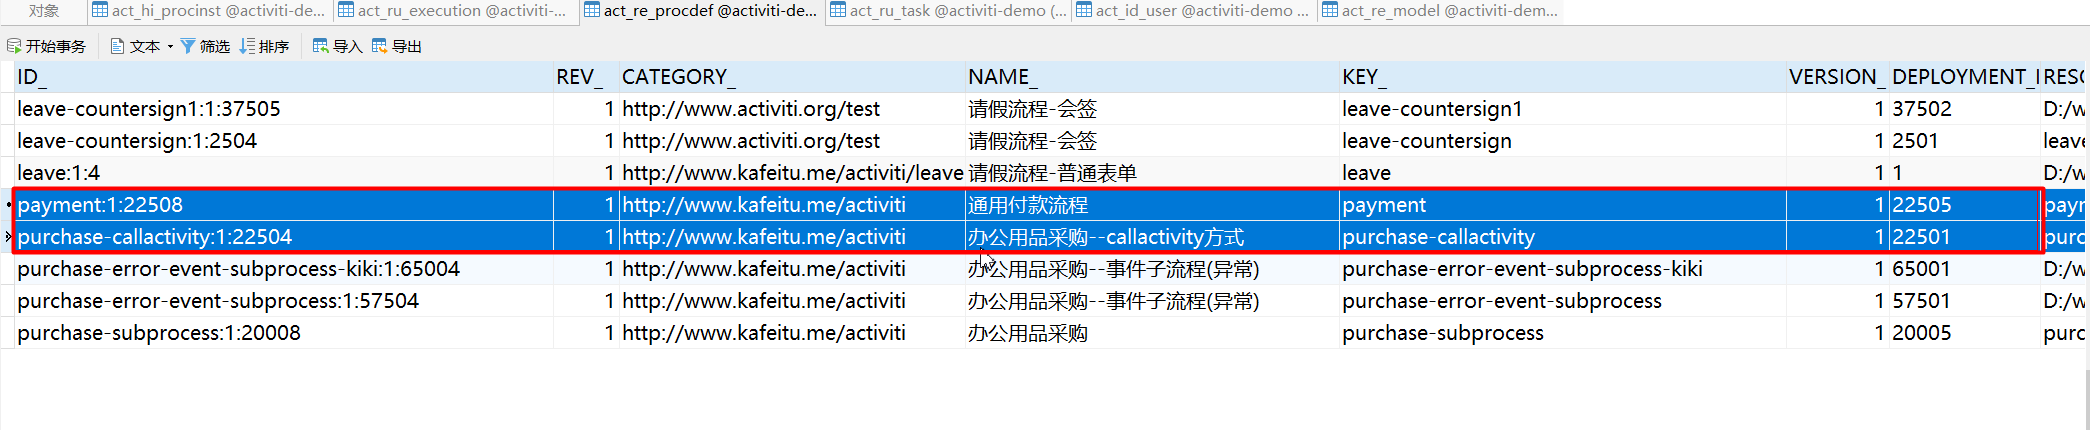 对象 act_hi_procinst @activiti-de... act_ru_execution @activiti-... act_re_procdef @activiti-de... act_ru_task @activiti-demo (... act_id_user @activiti-demo ... act_re_model @activiti-dem...
开始事务 文本 筛选 排序 导入 导出
ID_ REV_ CATEGORY_ NAME_ KEY_ VERSION_ DEPLOYMENT_I RESO
leave-countersign1:1:37505 1 http://www.activiti.org/test 请假流程-会签 leave-countersign1 1 37502 D:/w
leave-countersign:1:2504 1 http://www.activiti.org/test 请假流程-会签 leave-countersign 1 2501 leave
leave:1:4 1 http://www.kafeitu.me/activiti/leave 请假流程-普通表单 leave 1 1 D:/w
payment:1:22508 1 http://www.kafeitu.me/activiti 通用付款流程 payment 1 22505 payn
purchase-callactivity:1:22504 1 http://www.kafeitu.me/activiti 办公用品采购--callactivity方式 purchase-callactivity 1 22501 purc
purchase-error-event-subprocess-kiki:1:65004 1 http://www.kafeitu.me/activiti 办公用品采购--事件子流程(异常) purchase-error-event-subprocess-kiki 1 65001 D:/w
purchase-error-event-subprocess:1:57504 1 http://www.kafeitu.me/activiti 办公用品采购--事件子流程(异常) purchase-error-event-subprocess 1 57501 D:/w
purchase-subprocess:1:20008 1 http://www.kafeitu.me/activiti 办公用品采购 purchase-subprocess 1 20005 purc